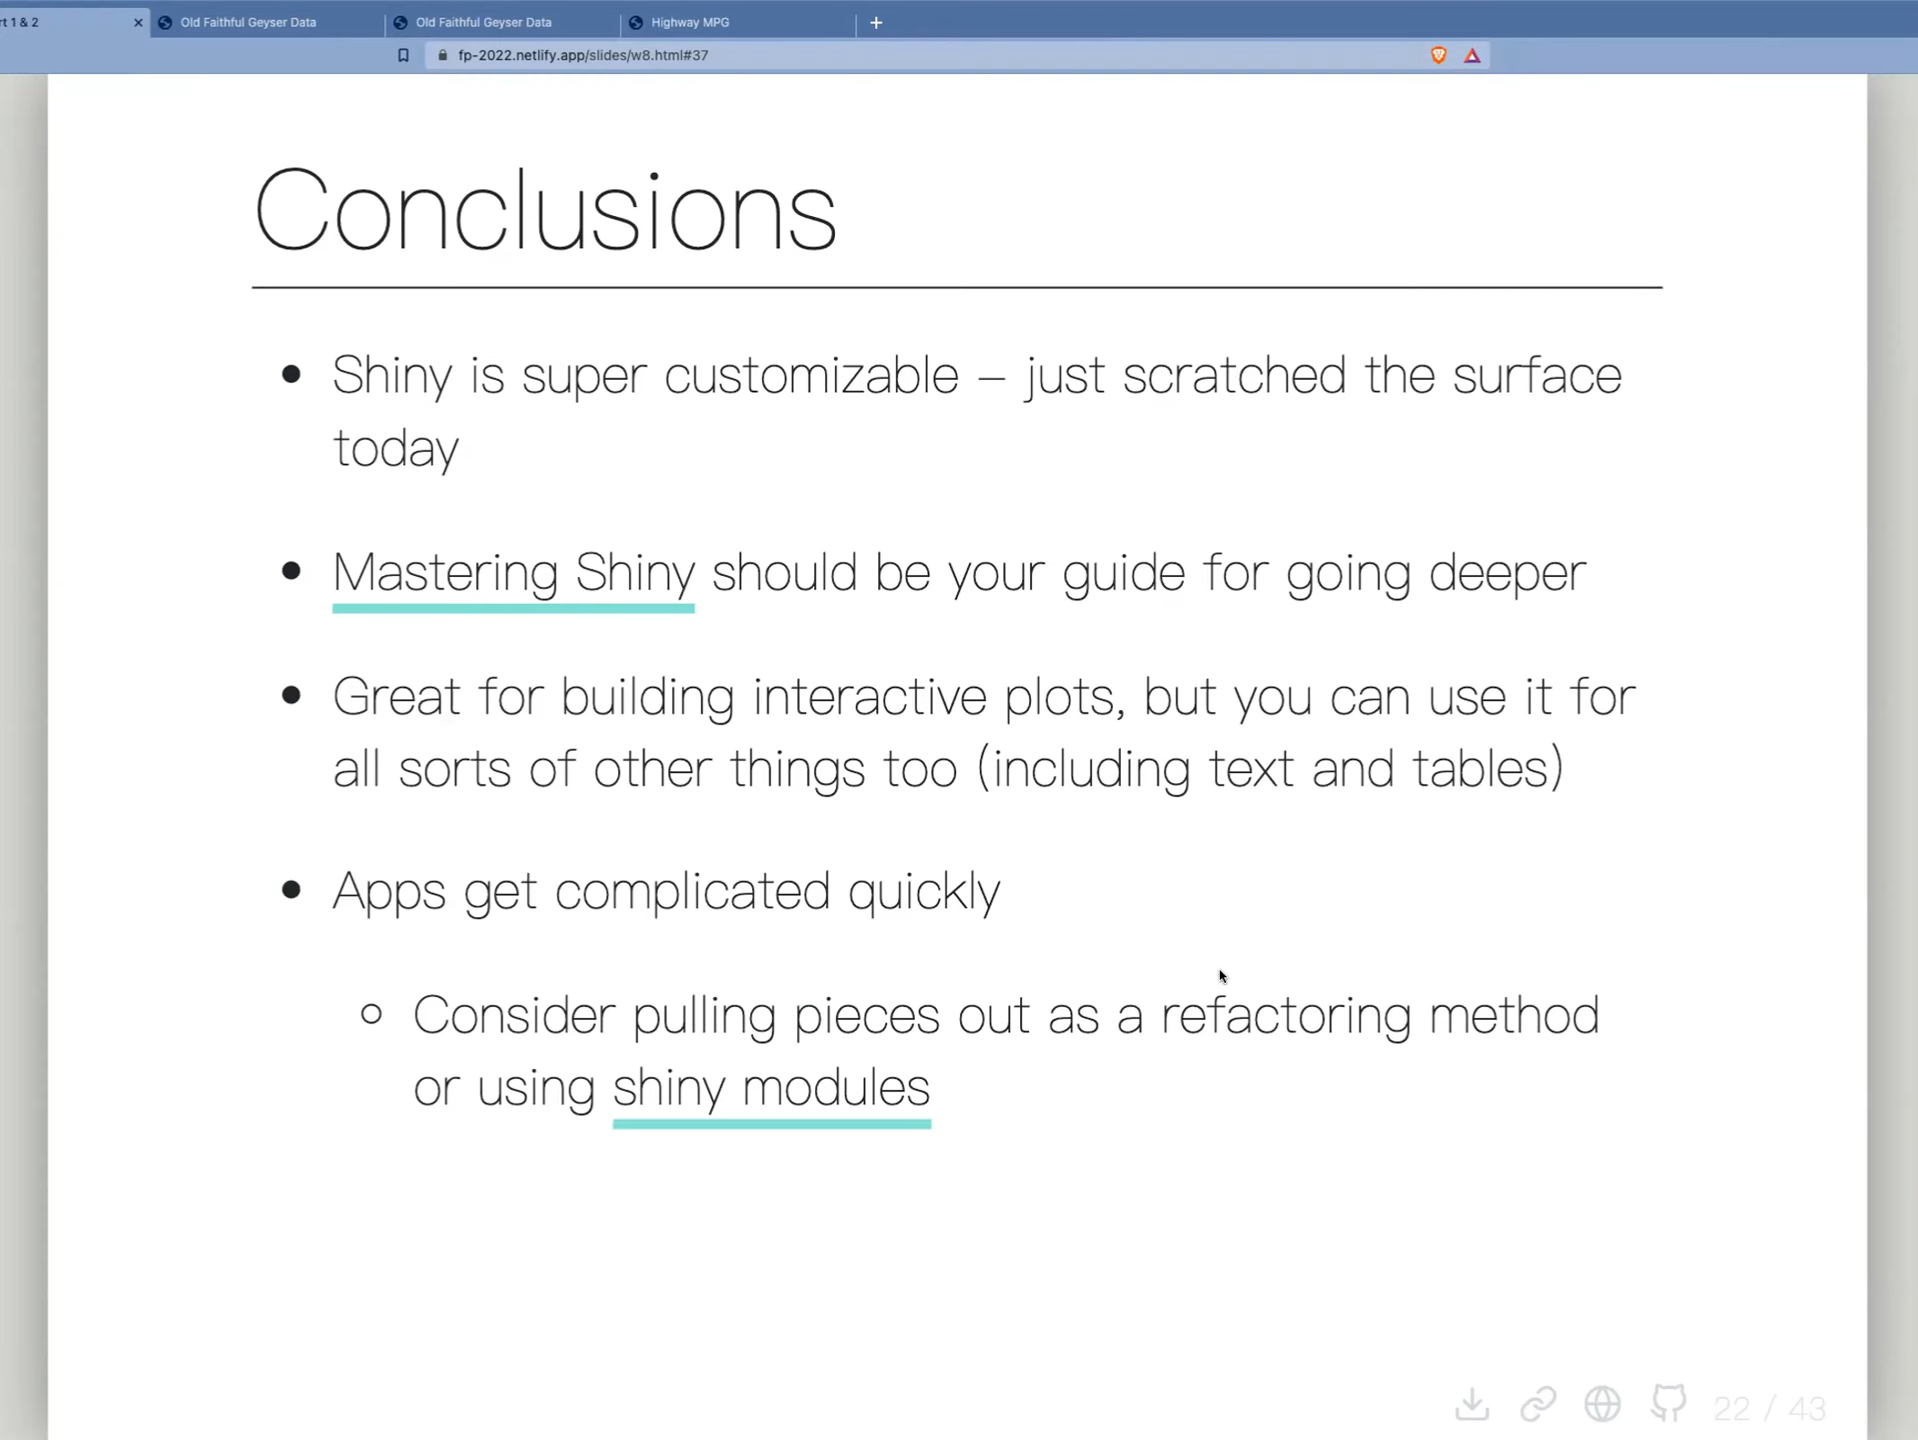 rt 1 & 2
Old Faithful Geyser Data
Old Faithful Geyser Data
Highway MPG
fp-2022.netlify.app/slides/w8.html#37
Conclusions
Shiny is super customizable – just scratched the surface
today
Mastering Shiny should be your guide for going deeper
Great for building interactive plots, but you can use it for
all sorts of other things too (including text and tables)
Apps get complicated quickly
Consider pulling pieces out as a refactoring method
or using shiny modules
22 / 43